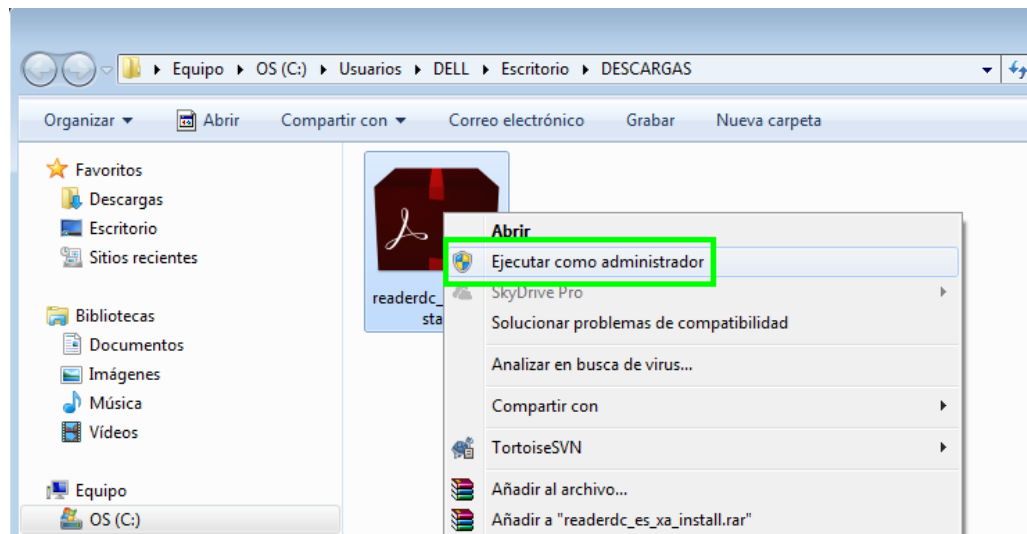 Equipo ▸ OS (C:) ▸ Usuarios ▸ DELL ▸ Escritorio ▸ DESCARGAS
Organizar Abrir Compartir con Correo electrónico Grabar Nueva carpeta
Favoritos
Descargas
Escritorio
Sitios recientes
Bibliotecas
Documentos
Imágenes
Música
Vídeos
Equipo
OS (C:)
readerdc_
sta
Abrir
Ejecutar como administrador
SkyDrive Pro
Solucionar problemas de compatibilidad
Analizar en busca de virus...
Compartir con
TortoiseSVN
Añadir al archivo...
Añadir a "readerdc_es_xa_install.rar"